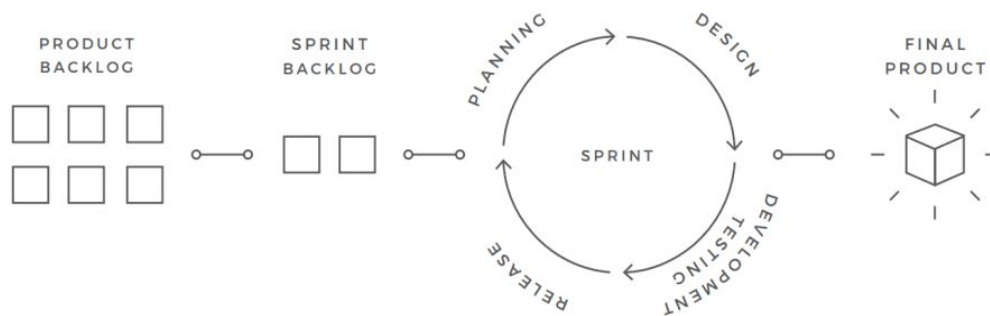 PRODUCT
BACKLOG
SPRINT
BACKLOG
PLANNING
DESIGN
SPRINT
DEVELOPMENT
TESTING
RELEASE
FINAL
PRODUCT